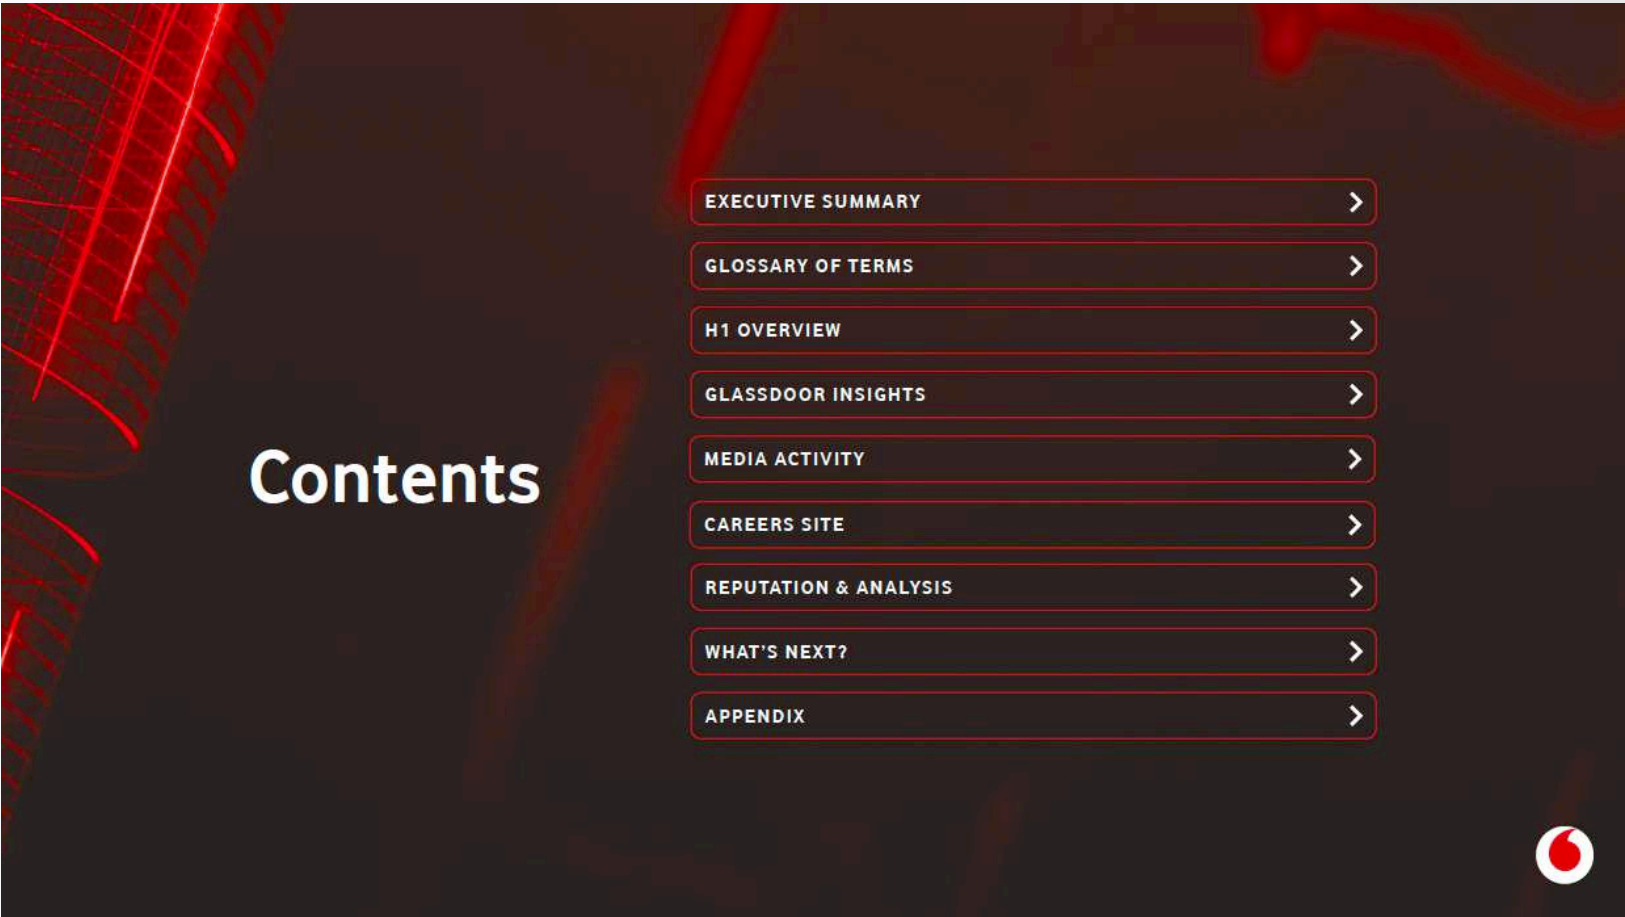 Contents
EXECUTIVE SUMMARY
GLOSSARY OF TERMS
H1 OVERVIEW
GLASSDOOR INSIGHTS
MEDIA ACTIVITY
CAREERS SITE
REPUTATION & ANALYSIS
WHAT'S NEXT?
APPENDIX